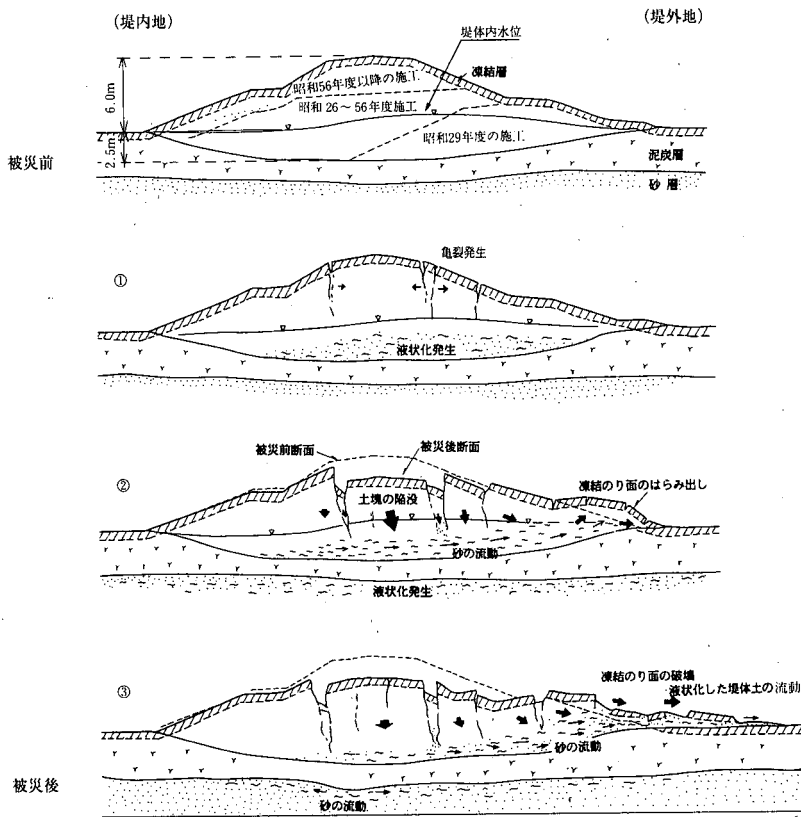 (堤内地)
(堤外地)
堤体内水位
凍結層
昭和56年度以降の施工
昭和26～56年度施工
昭和29年度の施工
6.0m
2.5m
泥炭層
砂層
被災前
①
亀裂発生
液状化発生
②
被災前断面
被災後断面
凍結のり面のはらみ出し
土塊の陥没
砂の流動
液状化発生
③
凍結のり面の破壊
液状化した堤体土の流動
砂の流動
被災後
砂の流動